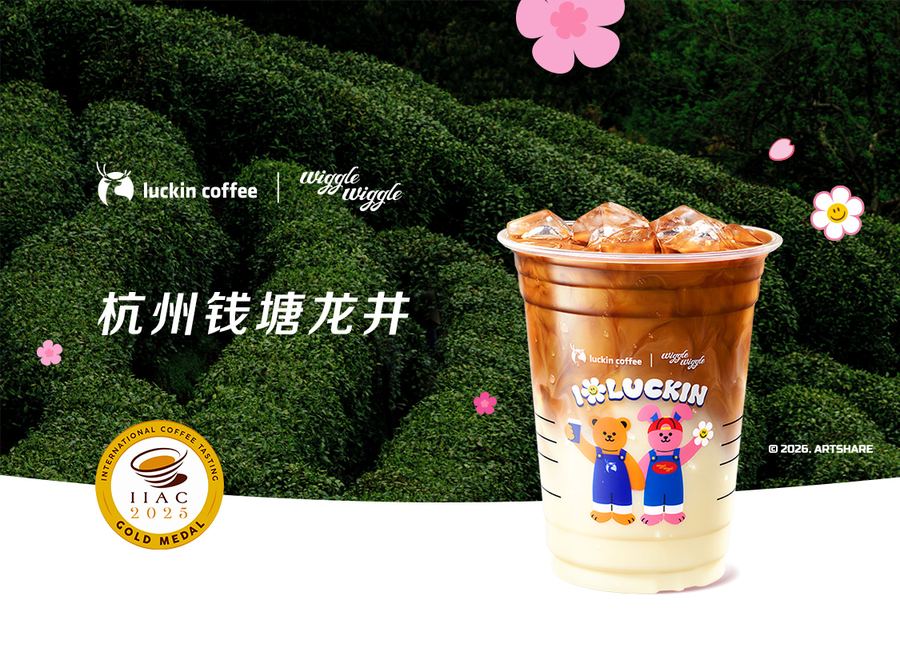 luckin coffee
wiggle
wiggle
杭州钱塘龙井
luckin coffee
wiggle
wiggle
I LUCKIN
© 2026. ARTSHARE
INTERNATIONAL COFFEE TASTING
IIAC
2025
GOLD MEDAL